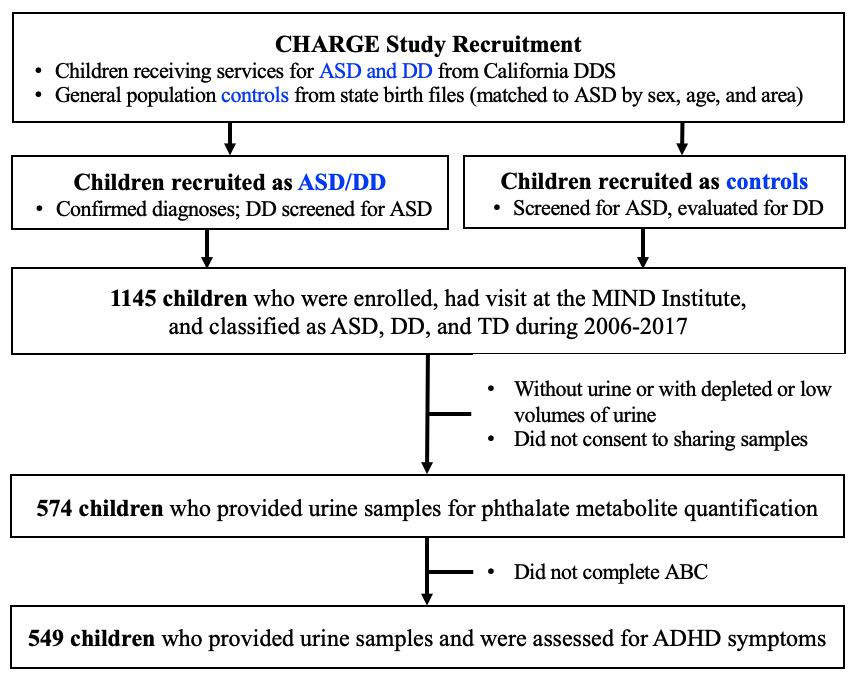 CHARGE Study Recruitment
• Children receiving services for ASD and DD from California DDS
• General population controls from state birth files (matched to ASD by sex, age, and area)
Children recruited as ASD/DD
• Confirmed diagnoses; DD screened for ASD
Children recruited as controls
• Screened for ASD, evaluated for DD
1145 children who were enrolled, had visit at the MIND Institute,
and classified as ASD, DD, and TD during 2006-2017
• Without urine or with depleted or low
volumes of urine
• Did not consent to sharing samples
574 children who provided urine samples for phthalate metabolite quantification
• Did not complete ABC
549 children who provided urine samples and were assessed for ADHD symptoms